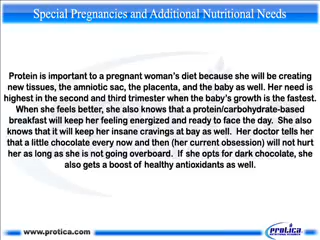 Special Pregnancies and Additional Nutritional Needs
Protein is important to a pregnant woman's diet because she will be creating
new tissues, the amniotic sac, the placenta, and the baby as well. Her need is
highest in the second and third trimester when the baby's growth is the fastest.
When she feels better, she also knows that a protein/carbohydrate-based
breakfast will keep her feeling energized and ready to face the day. She also
knows that it will keep her insane cravings at bay as well. Her doctor tells her
that a little chocolate every now and then (her current obsession) will not hurt
her as long as she is not going overboard. If she opts for dark chocolate, she
also gets a boost of healthy antioxidants as well.
www.protica.com
protica